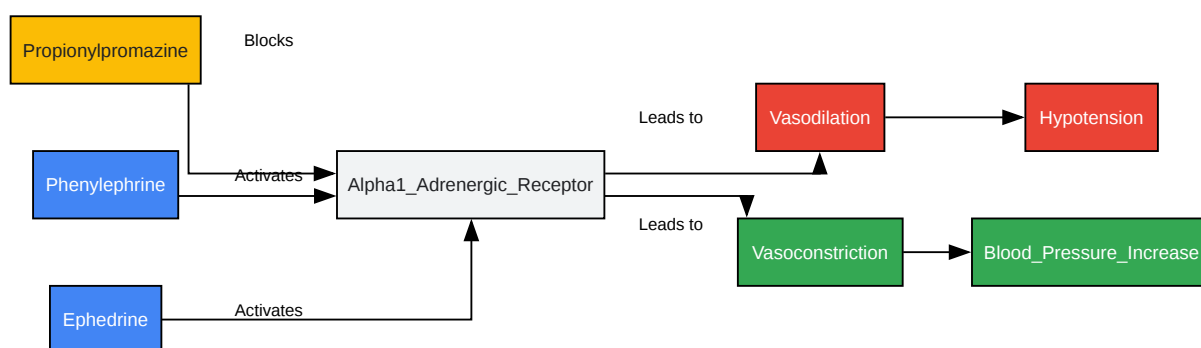 Propionylpromazine
Blocks
Leads to
Vasodilation
Hypotension
Phenylephrine
Activates
Alpha1_Adrenergic_Receptor
Leads to
Vasoconstriction
Blood_Pressure_Increase
Ephedrine
Activates